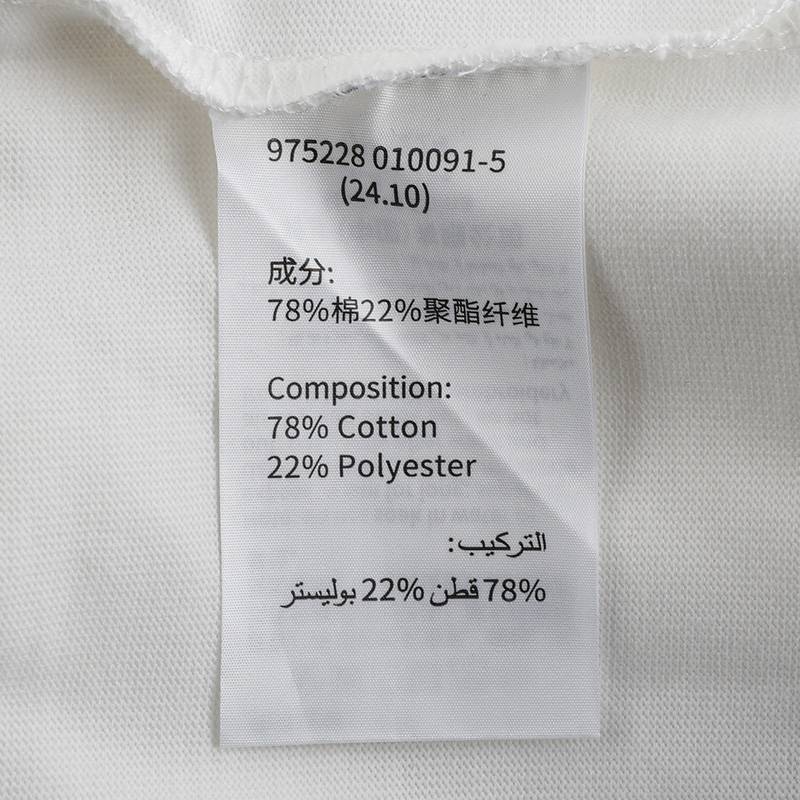 975228 010091-5
(24.10)
成分:
78%棉22%聚酯纤维
Composition:
78% Cotton
22% Polyester
التركيب:
78% قطن 22% بوليستر